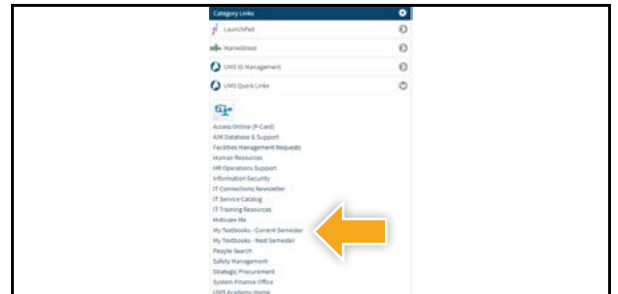 Category Links
LaunchPad
MaineStreet
UMS ID Management
UMS Quick Links
Access Online (P-Card)
AMI Database & Support
Facilities Management Requests
Human Resources
HR Operations Support
Information Security
IT Connections Newsletter
IT Service Catalog
IT Training Resources
Motivate Me
My Textbooks - Current Semester
My Textbooks - Next Semester
People Search
Safety Management
Strategic Procurement
System Finance Office
UMS Academy Home